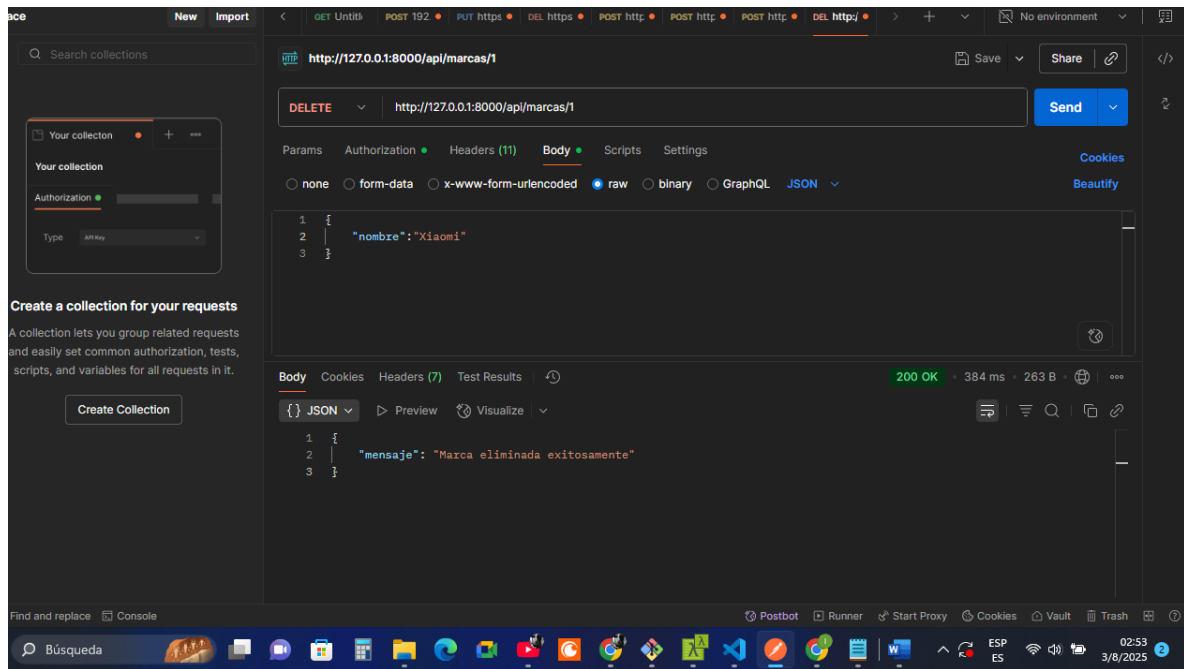 ace New Import
GET Untitl POST 192. PUT https DEL https POST http POST http POST http DEL http:/ No environment
Search collections
HTTP http://127.0.0.1:8000/api/marcas/1 Save Share
DELETE http://127.0.0.1:8000/api/marcas/1 Send
Your collecton
Your collection
Authorization
Type API Key
Params Authorization Headers (11) Body Scripts Settings Cookies
none form-data x-www-form-urlencoded raw binary GraphQL JSON Beautify
1 {
2 "nombre":"Xiaomi"
3 }
Create a collection for your requests
A collection lets you group related requests
and easily set common authorization, tests,
scripts, and variables for all requests in it.
Create Collection
Body Cookies Headers (7) Test Results 200 OK 384 ms 263 B
{} JSON Preview Visualize
1 {
2 "mensaje": "Marca eliminada exitosamente"
3 }
Find and replace Console Postbot Runner Start Proxy Cookies Vault Trash
Búsqueda ESP 02:53
ES 3/8/2025 2